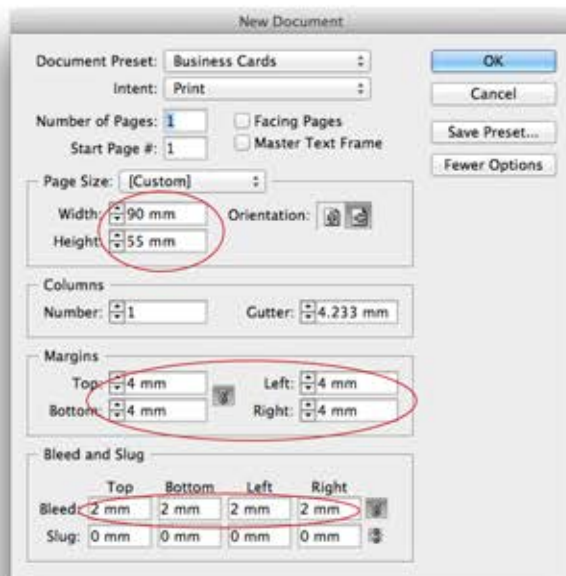 New Document
Document Preset: Business Cards
OK
Intent: Print
Cancel
Number of Pages: 1
Facing Pages
Save Preset...
Start Page #: 1
Master Text Frame
Fewer Options
Page Size: [Custom]
Width: 90 mm
Orientation:
Height: 55 mm
Columns
Number: 1
Gutter: 4.233 mm
Margins
Top: 4 mm
Left: 4 mm
Bottom: 4 mm
Right: 4 mm
Bleed and Slug
Top Bottom Left Right
Bleed: 2 mm 2 mm 2 mm 2 mm
Slug: 0 mm 0 mm 0 mm 0 mm